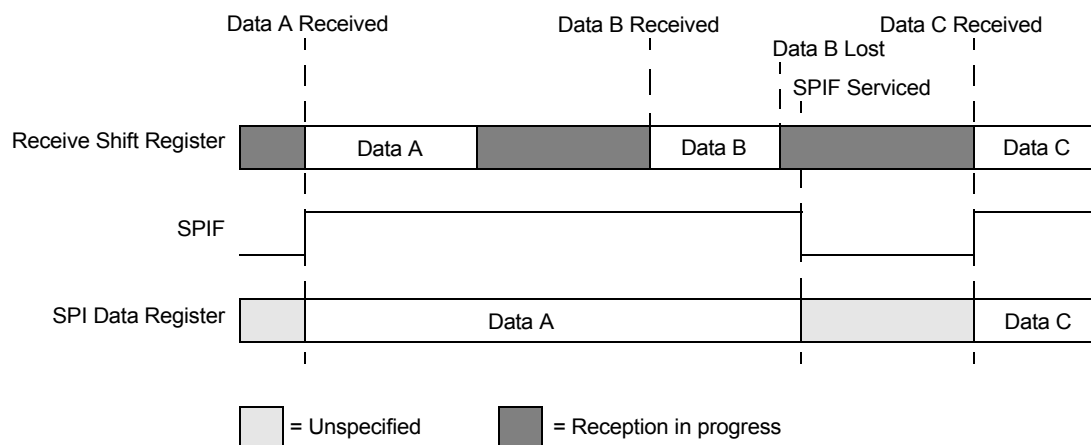 Data A Received
Data B Received
Data C Received
Data B Lost
SPIF Serviced
Receive Shift Register
Data A
Data B
Data C
SPIF
SPI Data Register
Data A
Data C
= Unspecified
= Reception in progress